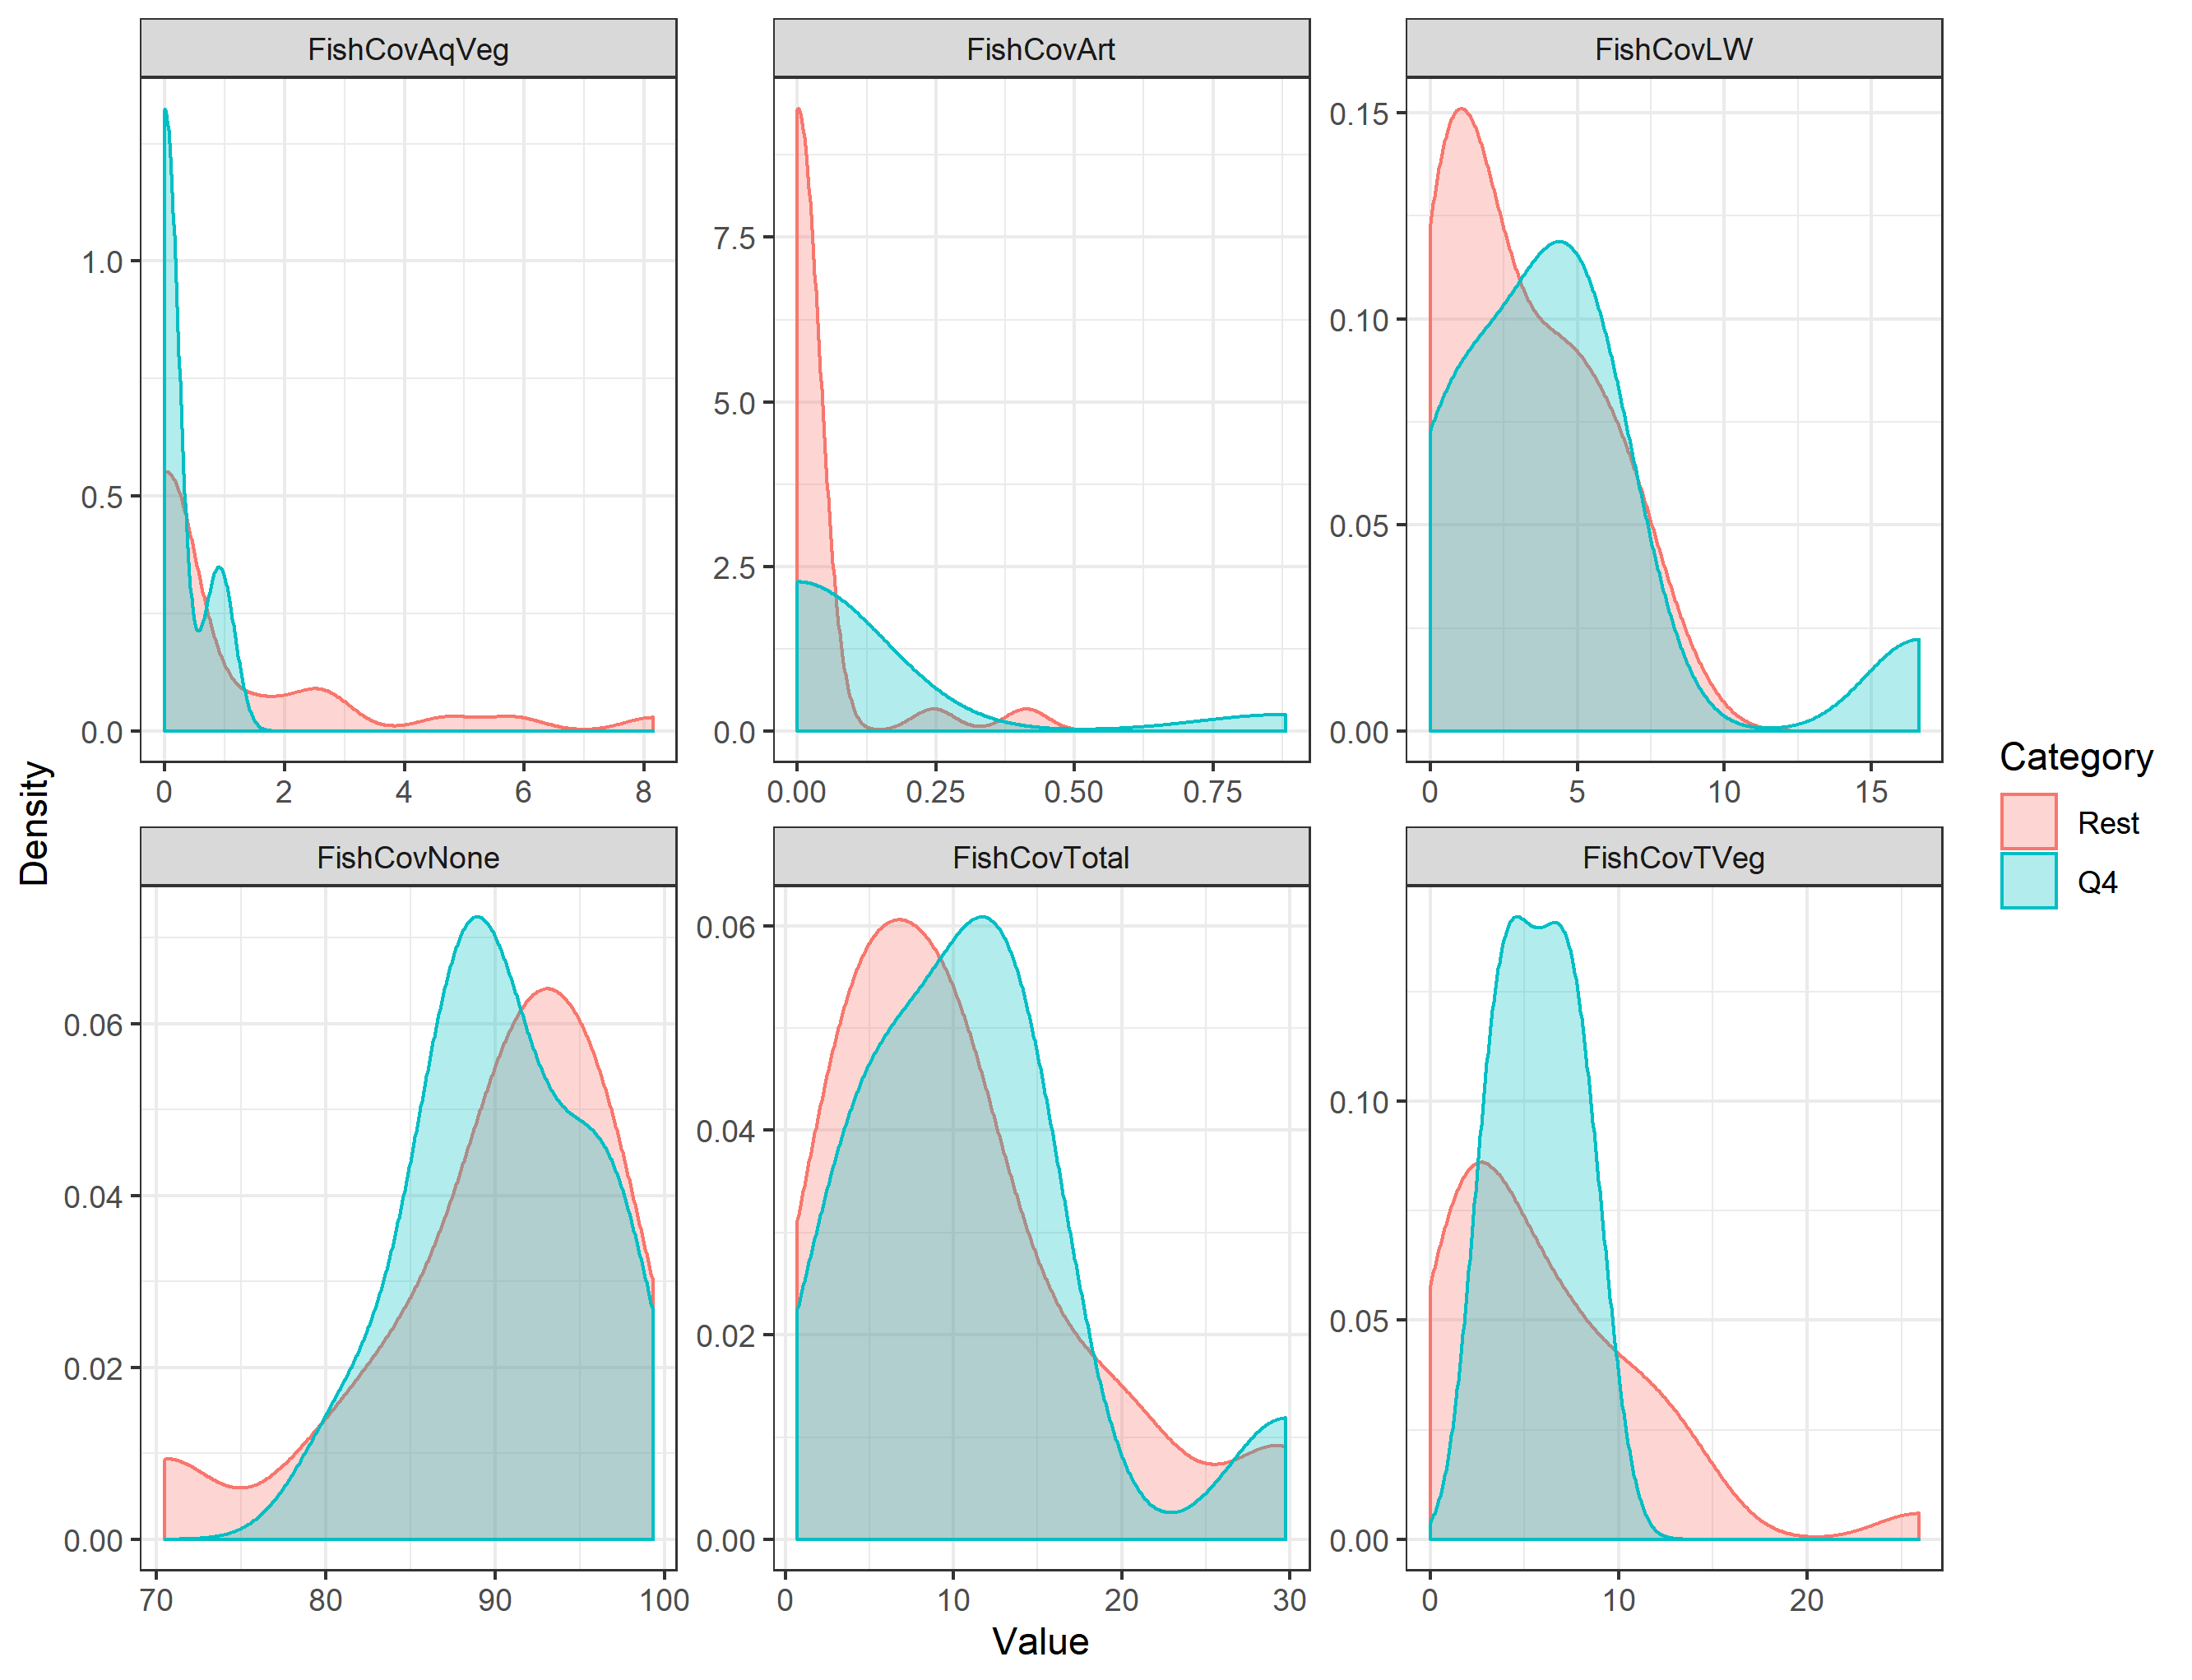 FishCovAqVeg FishCovArt FishCovLW
1.0
0.5
0.0
0 2 4 6 8
7.5
5.0
2.5
0.0
0.00 0.25 0.50 0.75
0.15
0.10
0.05
0.00
0 5 10 15
FishCovNone FishCovTotal FishCovTVeg
0.06
0.04
0.02
0.00
70 80 90 100
0.06
0.04
0.02
0.00
0 10 20 30
0.10
0.05
0.00
0 10 20
Density
Value
Category
Rest
Q4